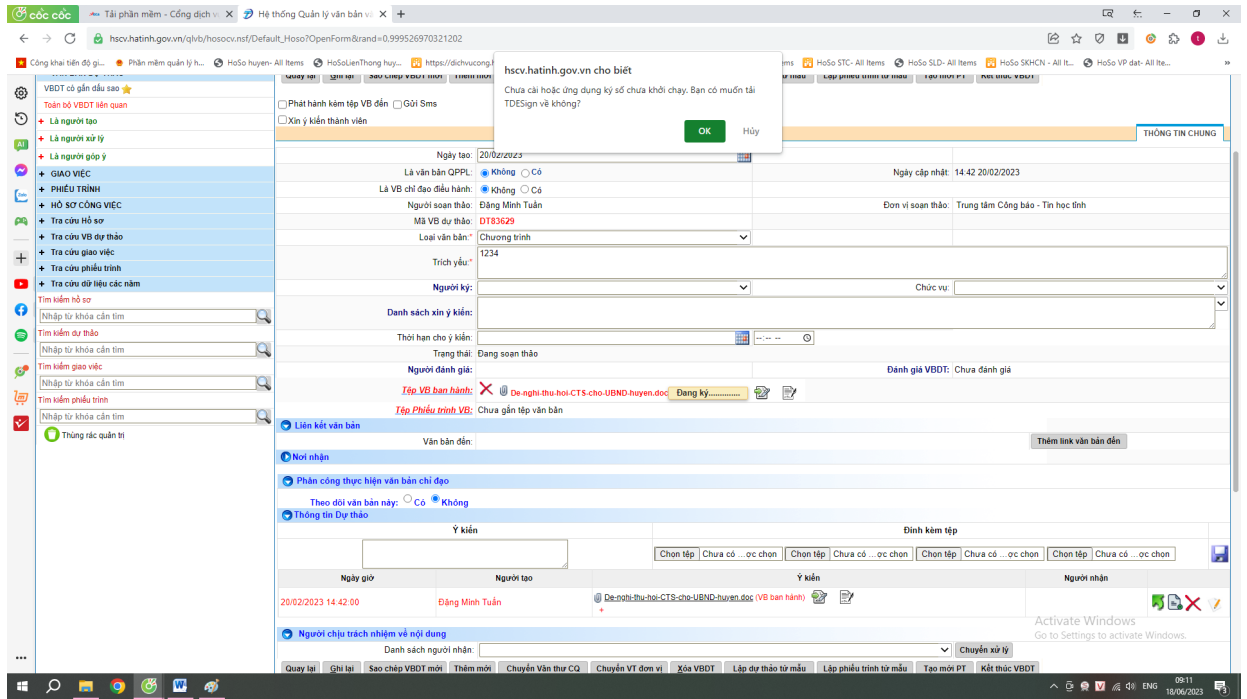 cốc cốc
Tải phần mềm - Cổng dịch v
Hệ thống Quản lý văn bản và
hscv.hatinh.gov.vn/qlvb/hosocv.nsf/Default_Hoso?OpenForm&rand=0.999526970321202
Công khai tiến độ gi...
Phần mềm quản lý h...
HoSo huyen- All Items
HoSoLienThong huy...
HoSo STC- All Items
HoSo SLD- All Items
HoSo SKHCN - All It...
HoSo VP dat- All Ite...
hscv.hatinh.gov.vn cho biết
Chưa cài hoặc ứng dụng ký số chưa khởi chạy. Bạn có muốn tải
TDESign về không?
OK
Hủy
VBDT có gắn dấu sao
Toàn bộ VBDT liên quan
+ Là người tạo
+ Là người xử lý
+ Là người góp ý
+ GIAO VIỆC
+ PHIẾU TRÌNH
+ HỒ SƠ CÔNG VIỆC
+ Tra cứu Hồ sơ
+ Tra cứu VB dự thảo
+ Tra cứu giao việc
+ Tra cứu phiếu trình
+ Tra cứu dữ liệu các năm
Tìm kiếm hồ sơ
Nhập từ khóa cần tìm
Tìm kiếm dự thảo
Nhập từ khóa cần tìm
Tìm kiếm giao việc
Nhập từ khóa cần tìm
Tìm kiếm phiếu trình
Nhập từ khóa cần tìm
Thùng rác quản trị
Quay lại Ghi lại Sao chép VBDT mới Thêm mới
Lập phiếu trình từ mẫu Tạo mới PT Kết thúc VBDT
Phát hành kèm tệp VB đến Gửi Sms
Xin ý kiến thành viên
THÔNG TIN CHUNG
Ngày tạo: 20/02/2023
Là văn bản QPPL: Không Có
Ngày cập nhật: 14:42 20/02/2023
Là VB chỉ đạo điều hành: Không Có
Người soạn thảo: Đặng Minh Tuấn
Đơn vị soạn thảo: Trung tâm Công báo - Tin học tỉnh
Mã VB dự thảo: DT83629
Loại văn bản:* Chương trình
Trích yếu:* 1234
Người ký:
Chức vụ:
Danh sách xin ý kiến:
Thời hạn cho ý kiến: --:-- --
Trạng thái: Đang soạn thảo
Người đánh giá:
Đánh giá VBDT: Chưa đánh giá
Tệp VB ban hành: De-nghi-thu-hoi-CTS-cho-UBND-huyen.doc Đang ký..............
Tệp Phiếu trình VB: Chưa gắn tệp văn bản
Liên kết văn bản
Văn bản đến:
Thêm link văn bản đến
Nơi nhận
Phân công thực hiện văn bản chỉ đạo
Theo dõi văn bản này: Có Không
Thông tin Dự thảo
Ý kiến
Đính kèm tệp
Chọn tệp Chưa có ...ợc chọn Chọn tệp Chưa có ...ợc chọn Chọn tệp Chưa có ...ợc chọn Chọn tệp Chưa có ...ợc chọn
Ngày giờ Người tạo Ý kiến Người nhận
20/02/2023 14:42:00 Đặng Minh Tuấn De-nghi-thu-hoi-CTS-cho-UBND-huyen.doc (VB ban hành)
+
Người chịu trách nhiệm về nội dung
Danh sách người nhận:
Chuyển xử lý
Quay lại Ghi lại Sao chép VBDT mới Thêm mới Chuyển Văn thư CQ Chuyển VT đơn vị Xóa VBDT Lập dự thảo từ mẫu Lập phiếu trình từ mẫu Tạo mới PT Kết thúc VBDT
Activate Windows
Go to Settings to activate Windows.
ENG
09:11
18/06/2023